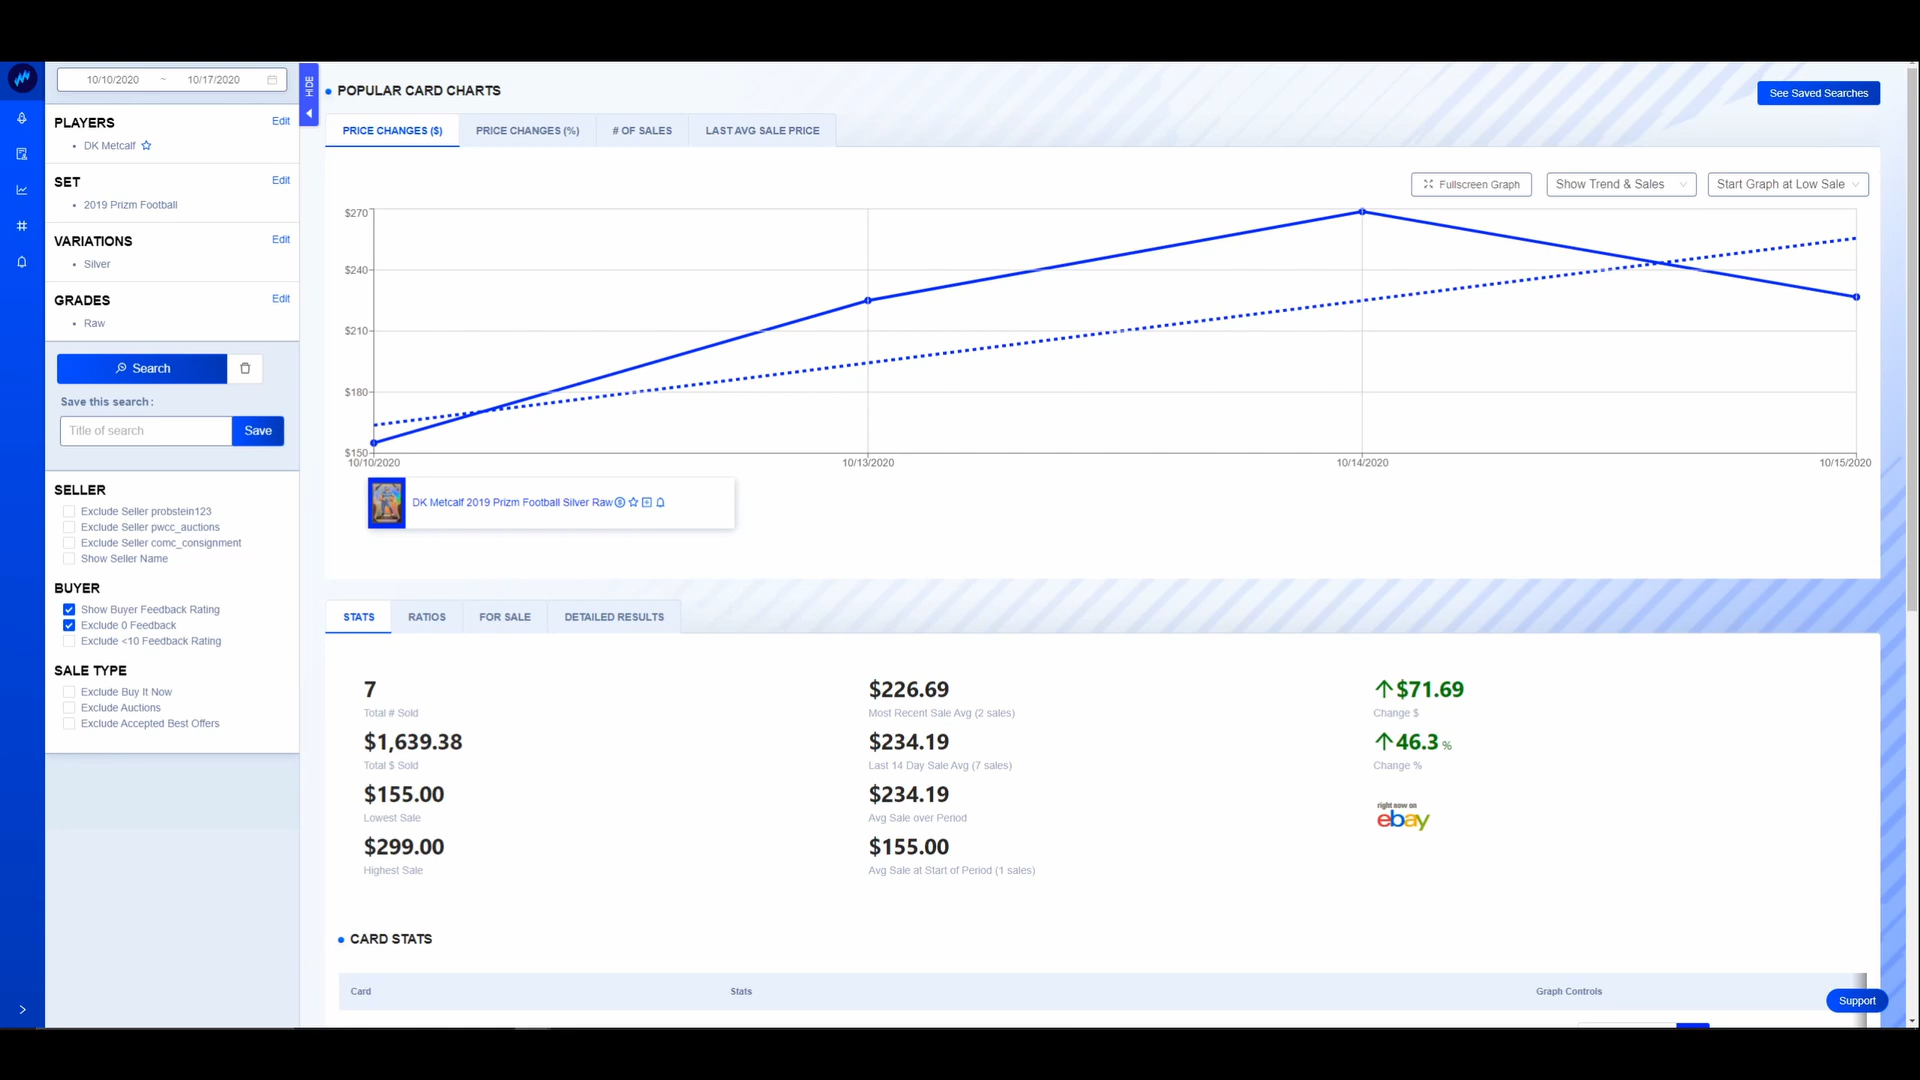 10/10/2020 ~ 10/17/2020
HIDE
PLAYERS Edit
DK Metcalf
SET Edit
2019 Prizm Football
VARIATIONS Edit
Silver
GRADES Edit
Raw
Search
Save this search:
Title of search Save
SELLER
Exclude Seller probstein123
Exclude Seller pwcc_auctions
Exclude Seller comc_consignment
Show Seller Name
BUYER
Show Buyer Feedback Rating
Exclude 0 Feedback
Exclude <10 Feedback Rating
SALE TYPE
Exclude Buy It Now
Exclude Auctions
Exclude Accepted Best Offers
POPULAR CARD CHARTS
See Saved Searches
PRICE CHANGES ($) PRICE CHANGES (%) # OF SALES LAST AVG SALE PRICE
Fullscreen Graph Show Trend & Sales Start Graph at Low Sale
$270
$240
$210
$180
$150
10/10/2020 10/13/2020 10/14/2020 10/15/2020
DK Metcalf 2019 Prizm Football Silver Raw
STATS RATIOS FOR SALE DETAILED RESULTS
7
Total # Sold
$1,639.38
Total $ Sold
$155.00
Lowest Sale
$299.00
Highest Sale
$226.69
Most Recent Sale Avg (2 sales)
$234.19
Last 14 Day Sale Avg (7 sales)
$234.19
Avg Sale over Period
$155.00
Avg Sale at Start of Period (1 sales)
$71.69
Change $
46.3 %
Change %
right now on
ebay
CARD STATS
Card Stats Graph Controls
Support